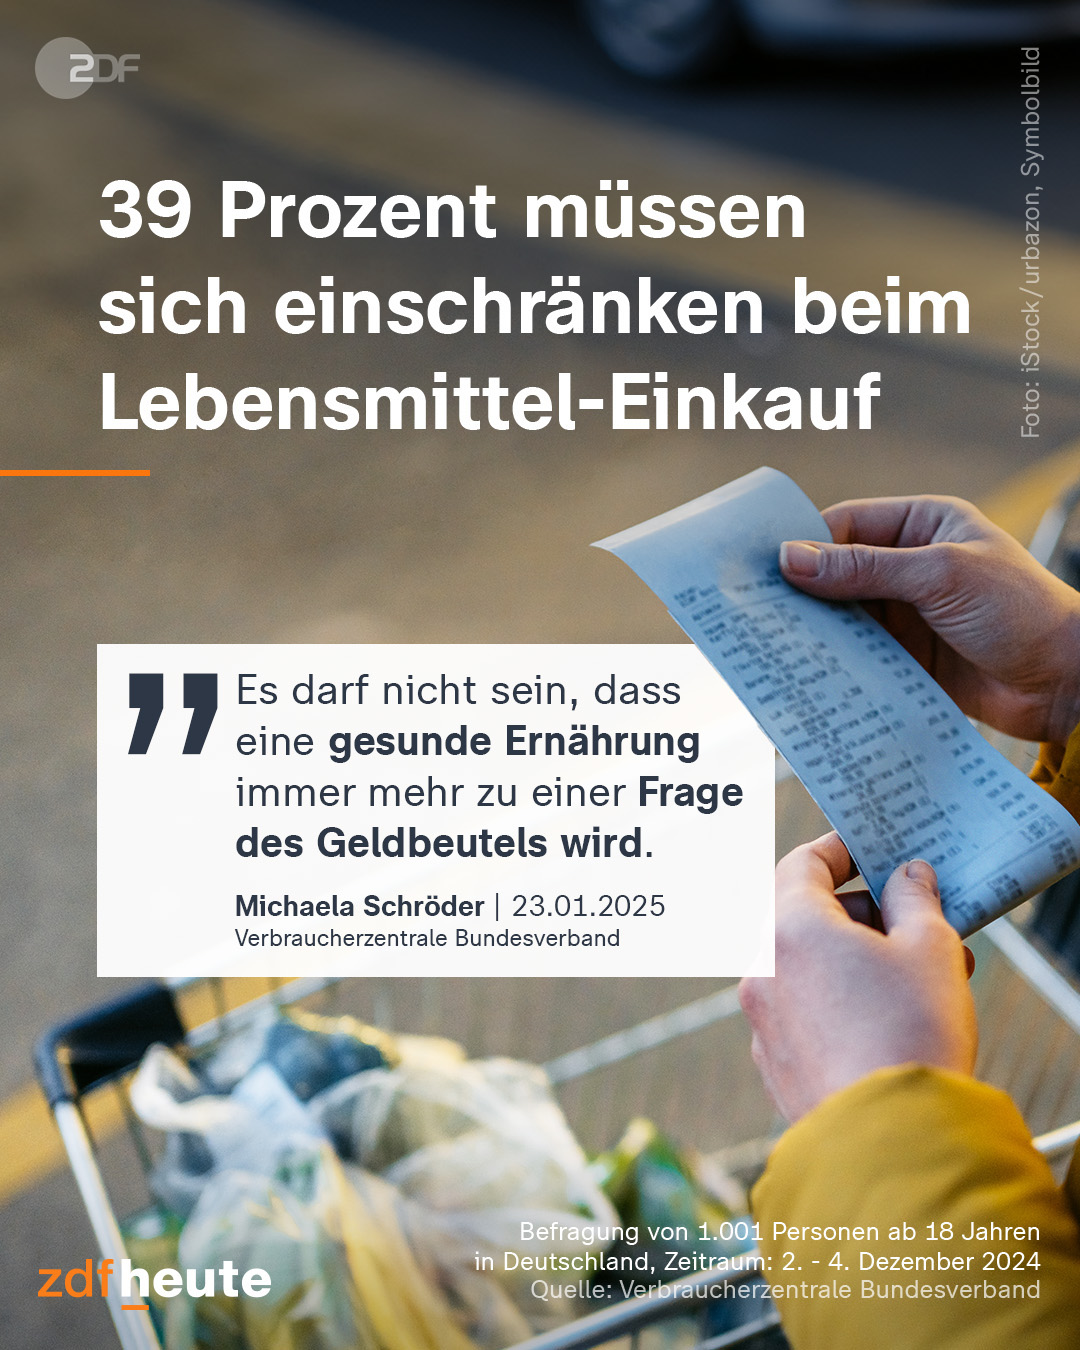 ZDF
Foto: iStock/urbazon, Symbolbild
39 Prozent müssen
sich einschränken beim
Lebensmittel-Einkauf
” Es darf nicht sein, dass
eine gesunde Ernährung
immer mehr zu einer Frage
des Geldbeutels wird.
Michaela Schröder | 23.01.2025
Verbraucherzentrale Bundesverband
Befragung von 1.001 Personen ab 18 Jahren
in Deutschland, Zeitraum: 2. - 4. Dezember 2024
Quelle: Verbraucherzentrale Bundesverband
zdfheute